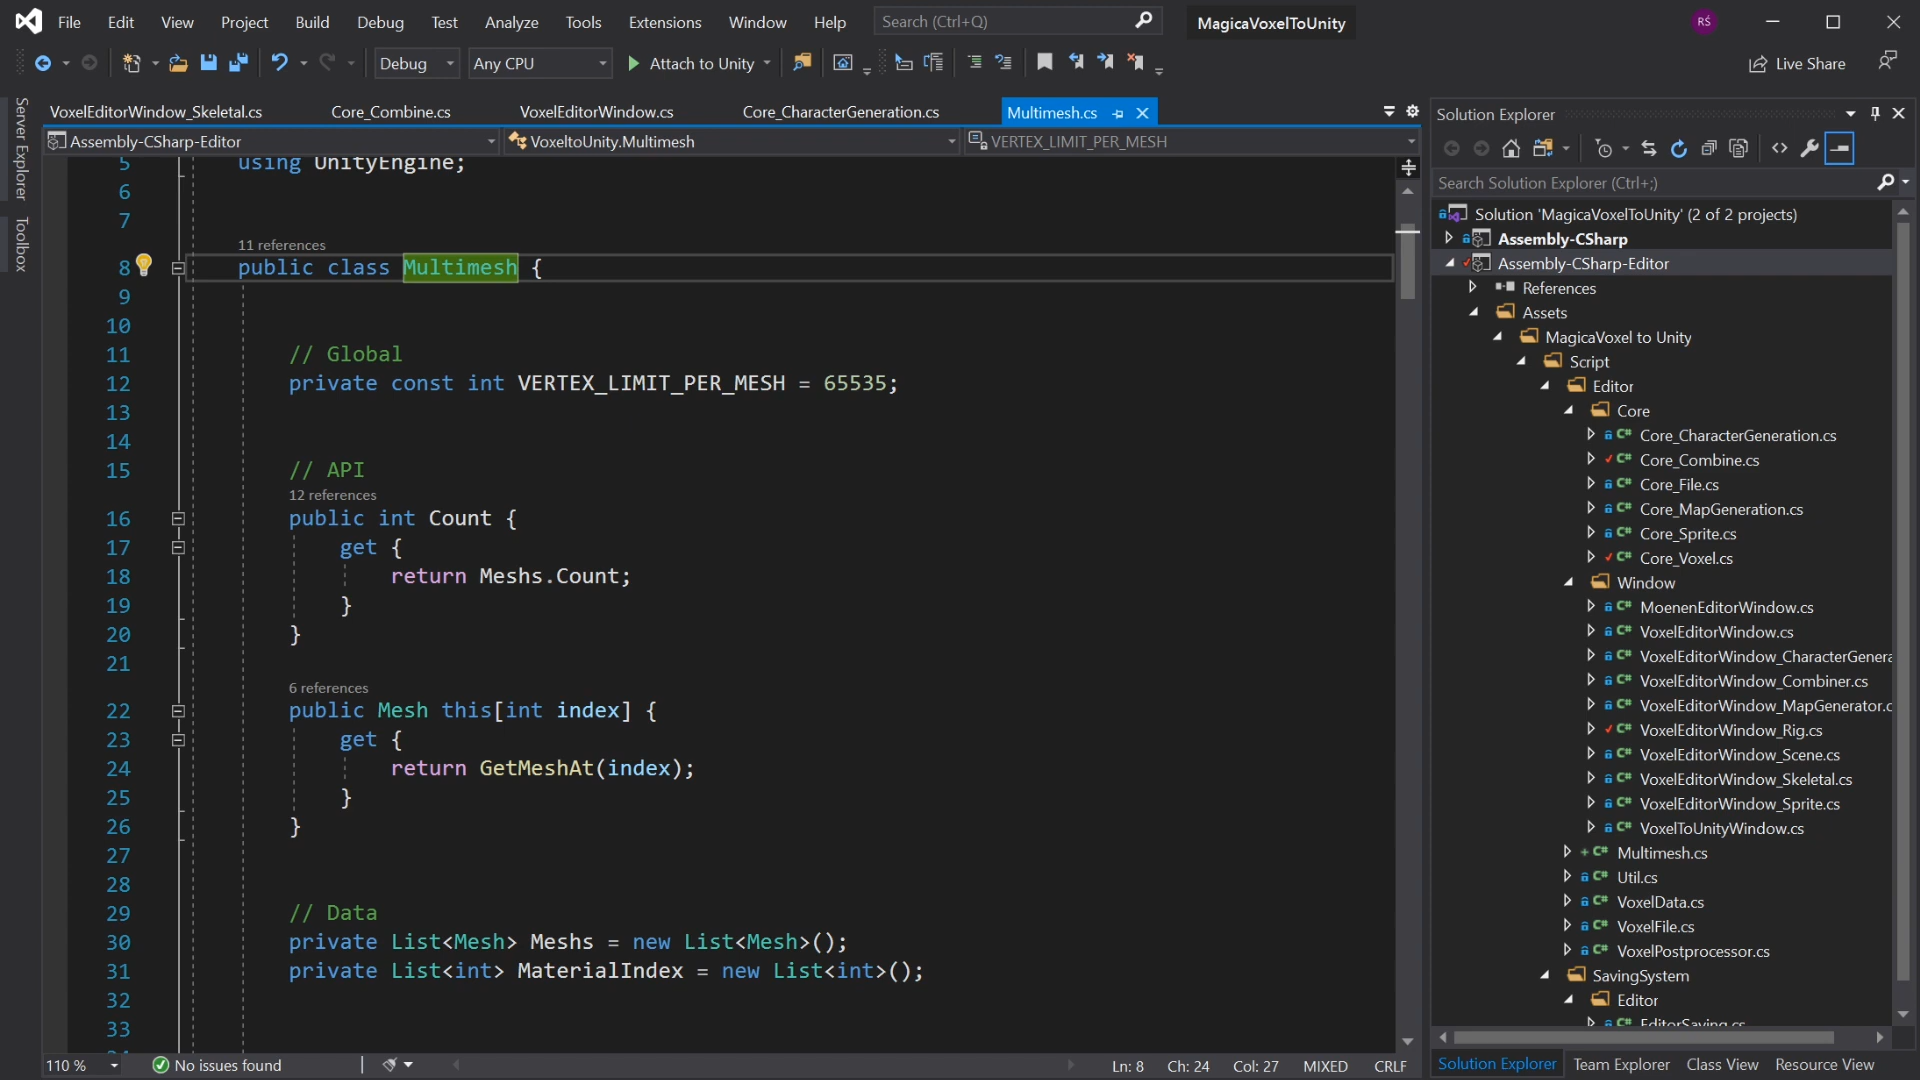 File Edit View Project Build Debug Test Analyze Tools Extensions Window Help Search (Ctrl+Q) MagicaVoxelToUnity RŚ
Debug Any CPU Attach to Unity Live Share
Server Explorer
Toolbox
VoxelEditorWindow_Skeletal.cs Core_Combine.cs VoxelEditorWindow.cs Core_CharacterGeneration.cs Multimesh.cs
Assembly-CSharp-Editor VoxeltoUnity.Multimesh VERTEX_LIMIT_PER_MESH
5 using UnityEngine;
6
7
11 references
8 public class Multimesh {
9
10
11 // Global
12 private const int VERTEX_LIMIT_PER_MESH = 65535;
13
14
15 // API
12 references
16 public int Count {
17 get {
18 return Meshs.Count;
19 }
20 }
21
6 references
22 public Mesh this[int index] {
23 get {
24 return GetMeshAt(index);
25 }
26 }
27
28
29 // Data
30 private List<Mesh> Meshs = new List<Mesh>();
31 private List<int> MaterialIndex = new List<int>();
32
33
110 % No issues found Ln: 8 Ch: 24 Col: 27 MIXED CRLF
Solution Explorer
Search Solution Explorer (Ctrl+;)
Solution 'MagicaVoxelToUnity' (2 of 2 projects)
Assembly-CSharp
Assembly-CSharp-Editor
References
Assets
MagicaVoxel to Unity
Script
Editor
Core
C# Core_CharacterGeneration.cs
C# Core_Combine.cs
C# Core_File.cs
C# Core_MapGeneration.cs
C# Core_Sprite.cs
C# Core_Voxel.cs
Window
C# MoenenEditorWindow.cs
C# VoxelEditorWindow.cs
C# VoxelEditorWindow_CharacterGenera
C# VoxelEditorWindow_Combiner.cs
C# VoxelEditorWindow_MapGenerator.c
C# VoxelEditorWindow_Rig.cs
C# VoxelEditorWindow_Scene.cs
C# VoxelEditorWindow_Skeletal.cs
C# VoxelEditorWindow_Sprite.cs
C# VoxelToUnityWindow.cs
C# Multimesh.cs
C# Util.cs
C# VoxelData.cs
C# VoxelFile.cs
C# VoxelPostprocessor.cs
SavingSystem
Editor
C# EditorSaving.cs
Solution Explorer Team Explorer Class View Resource View